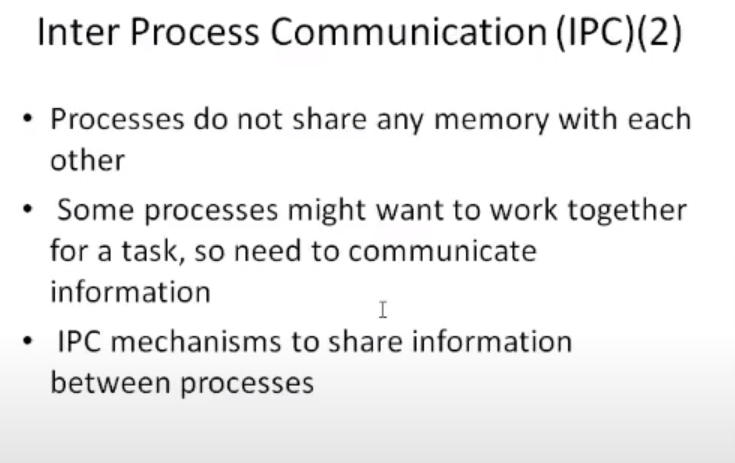 Inter Process Communication (IPC)(2)
• Processes do not share any memory with each
other
• Some processes might want to work together
for a task, so need to communicate
information
• IPC mechanisms to share information
between processes